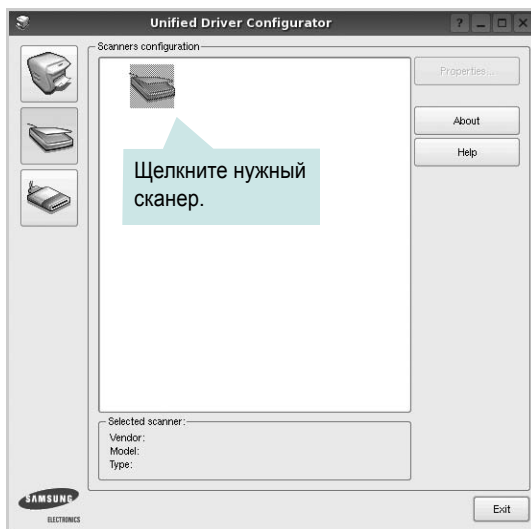 Unified Driver Configurator
Scanners configuration
Properties...
About
Help
Щелкните нужный
сканер.
Selected scanner:
Vendor:
Model:
Type:
SAMSUNG
ELECTRONICS
Exit